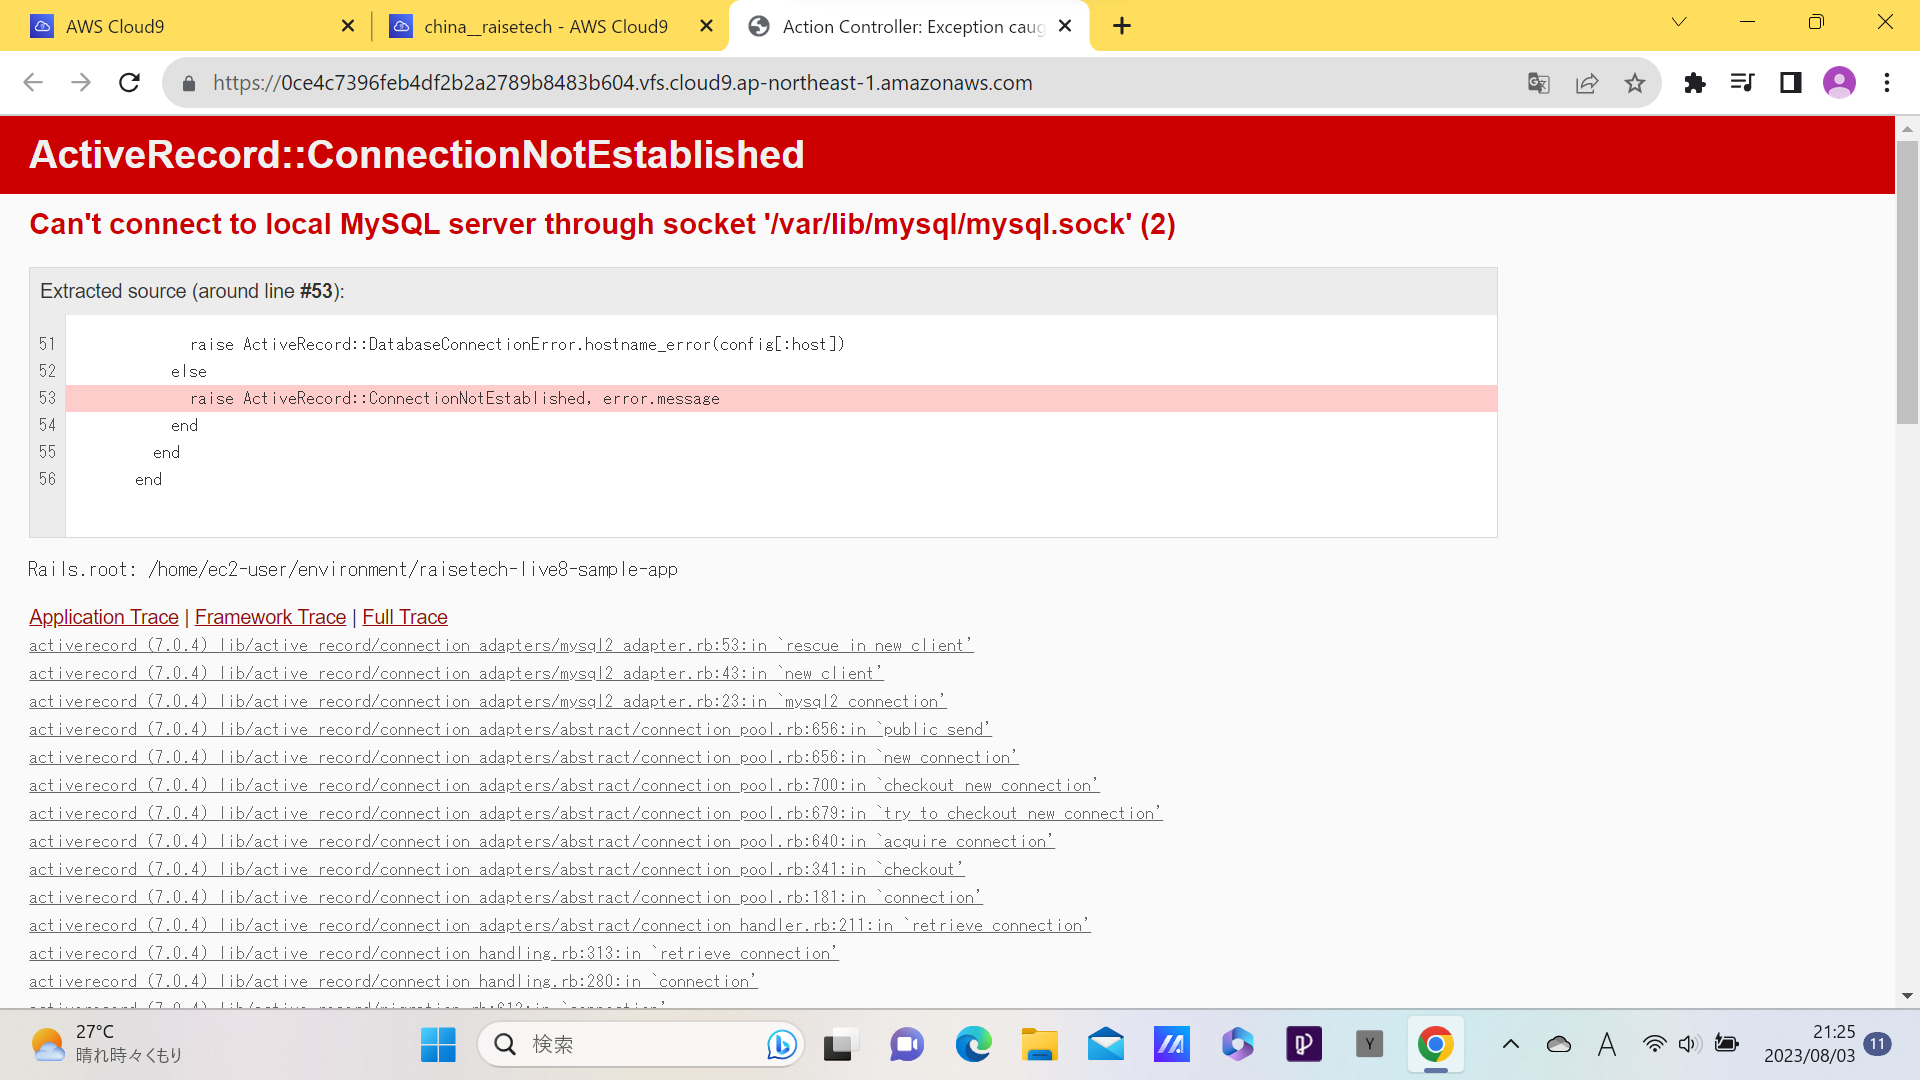 AWS Cloud9
china__raisetech - AWS Cloud9
Action Controller: Exception caug
https://0ce4c7396feb4df2b2a2789b8483b604.vfs.cloud9.ap-northeast-1.amazonaws.com
ActiveRecord::ConnectionNotEstablished
Can't connect to local MySQL server through socket '/var/lib/mysql/mysql.sock' (2)
Extracted source (around line #53):
51 raise ActiveRecord::DatabaseConnectionError.hostname_error(config[:host])
52 else
53 raise ActiveRecord::ConnectionNotEstablished, error.message
54 end
55 end
56 end
Rails.root: /home/ec2-user/environment/raisetech-live8-sample-app
Application Trace | Framework Trace | Full Trace
activerecord (7.0.4) lib/active_record/connection_adapters/mysql2_adapter.rb:53:in `rescue in new_client'
activerecord (7.0.4) lib/active_record/connection_adapters/mysql2_adapter.rb:43:in `new_client'
activerecord (7.0.4) lib/active_record/connection_adapters/mysql2_adapter.rb:23:in `mysql2_connection'
activerecord (7.0.4) lib/active_record/connection_adapters/abstract/connection_pool.rb:656:in `public_send'
activerecord (7.0.4) lib/active_record/connection_adapters/abstract/connection_pool.rb:656:in `new_connection'
activerecord (7.0.4) lib/active_record/connection_adapters/abstract/connection_pool.rb:700:in `checkout_new_connection'
activerecord (7.0.4) lib/active_record/connection_adapters/abstract/connection_pool.rb:679:in `try_to_checkout_new_connection'
activerecord (7.0.4) lib/active_record/connection_adapters/abstract/connection_pool.rb:640:in `acquire_connection'
activerecord (7.0.4) lib/active_record/connection_adapters/abstract/connection_pool.rb:341:in `checkout'
activerecord (7.0.4) lib/active_record/connection_adapters/abstract/connection_pool.rb:181:in `connection'
activerecord (7.0.4) lib/active_record/connection_adapters/abstract/connection_handler.rb:211:in `retrieve_connection'
activerecord (7.0.4) lib/active_record/connection_handling.rb:313:in `retrieve_connection'
activerecord (7.0.4) lib/active_record/connection_handling.rb:280:in `connection'
activerecord (7.0.4) lib/active_record/migration.rb:612:in `connection'
27°C
晴れ時々くもり
検索
Y
A
21:25
2023/08/03
11